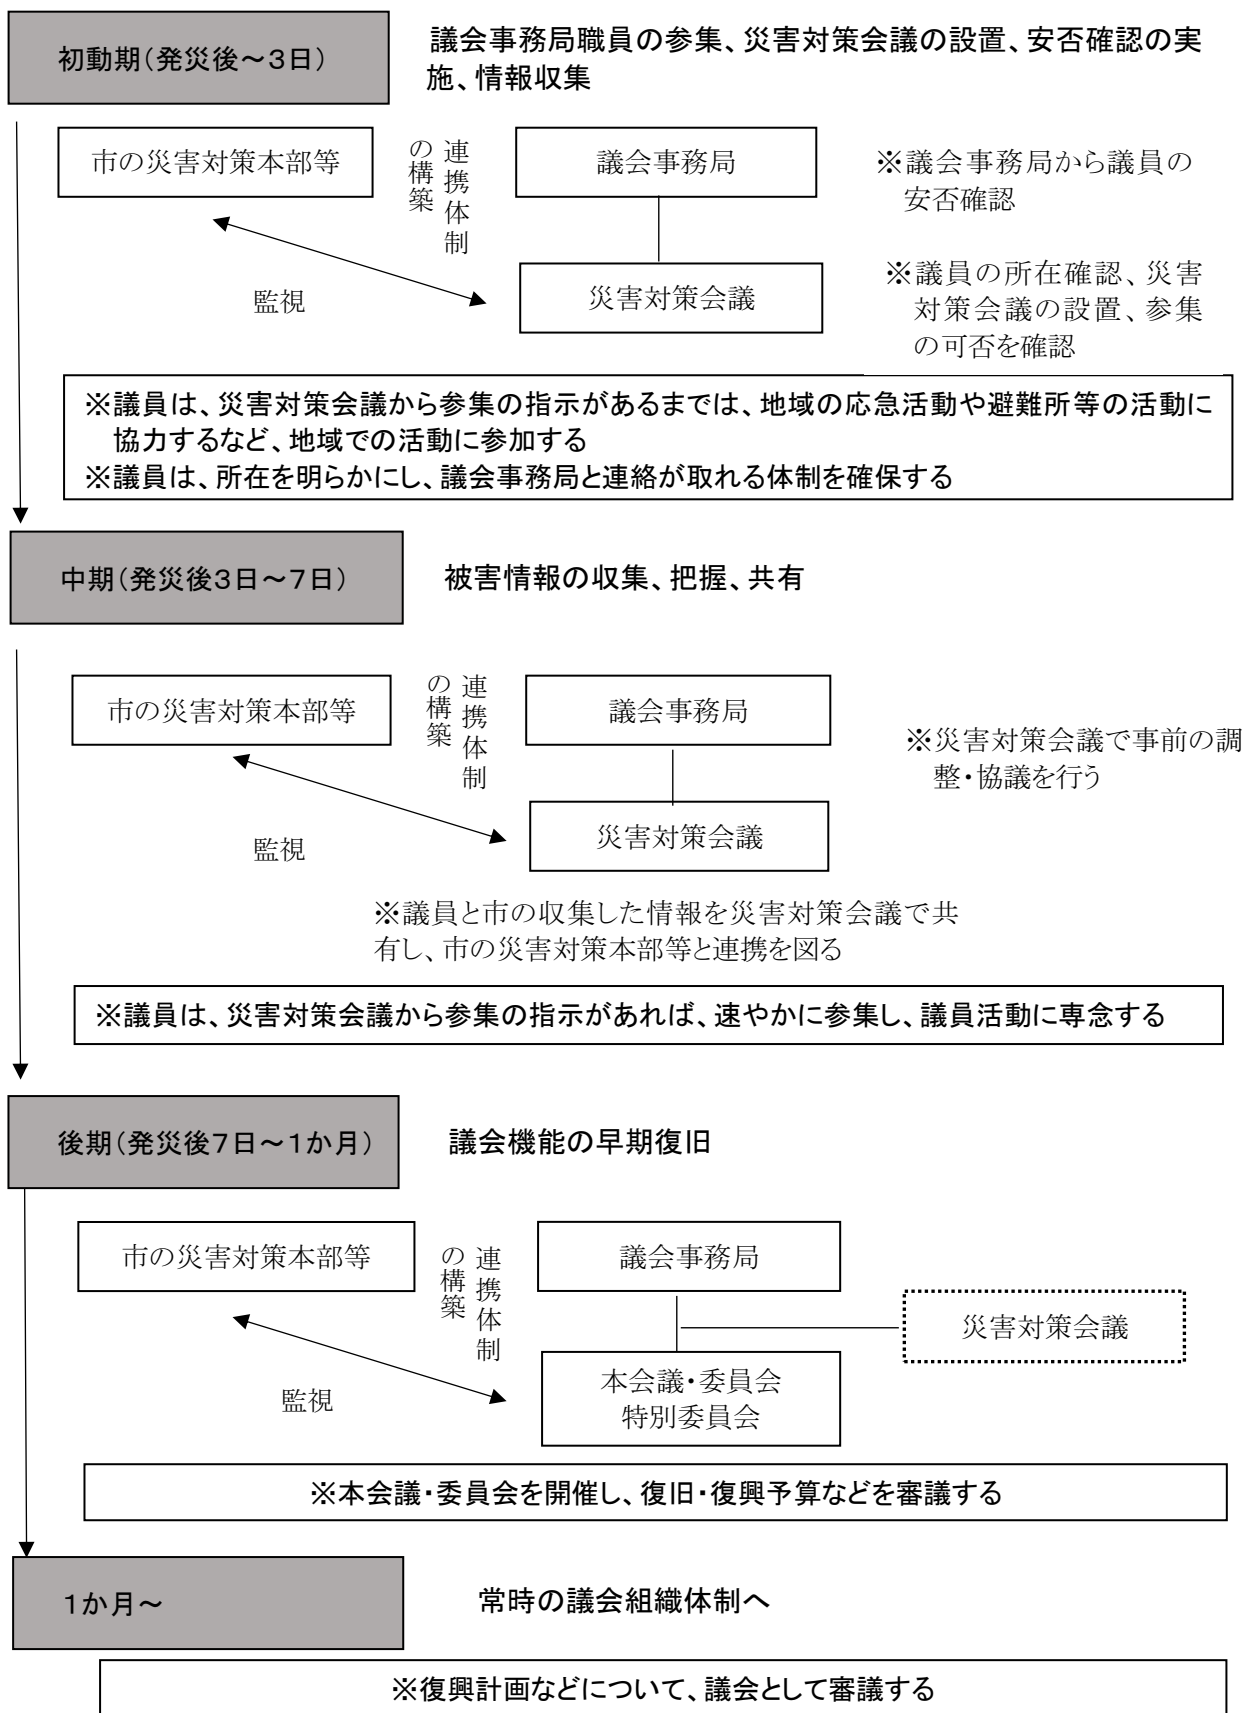 初動期(発災後~3日)
議会事務局職員の参集、災害対策会議の設置、安否確認の実
施、情報収集
市の災害対策本部等
連携体制
の構築
議会事務局
※議会事務局から議員の
安否確認
監視
災害対策会議
※議員の所在確認、災害
対策会議の設置、参集
の可否を確認
※議員は、災害対策会議から参集の指示があるまでは、地域の応急活動や避難所等の活動に
協力するなど、地域での活動に参加する
※議員は、所在を明らかにし、議会事務局と連絡が取れる体制を確保する
中期(発災後3日~7日)
被害情報の収集、把握、共有
市の災害対策本部等
連携体制
の構築
議会事務局
※災害対策会議で事前の調
整・協議を行う
監視
災害対策会議
※議員と市の収集した情報を災害対策会議で共
有し、市の災害対策本部等と連携を図る
※議員は、災害対策会議から参集の指示があれば、速やかに参集し、議員活動に専念する
後期(発災後7日~1か月)
議会機能の早期復旧
市の災害対策本部等
連携体制
の構築
議会事務局
災害対策会議
監視
本会議・委員会
特別委員会
※本会議・委員会を開催し、復旧・復興予算などを審議する
1か月~
常時の議会組織体制へ
※復興計画などについて、議会として審議する